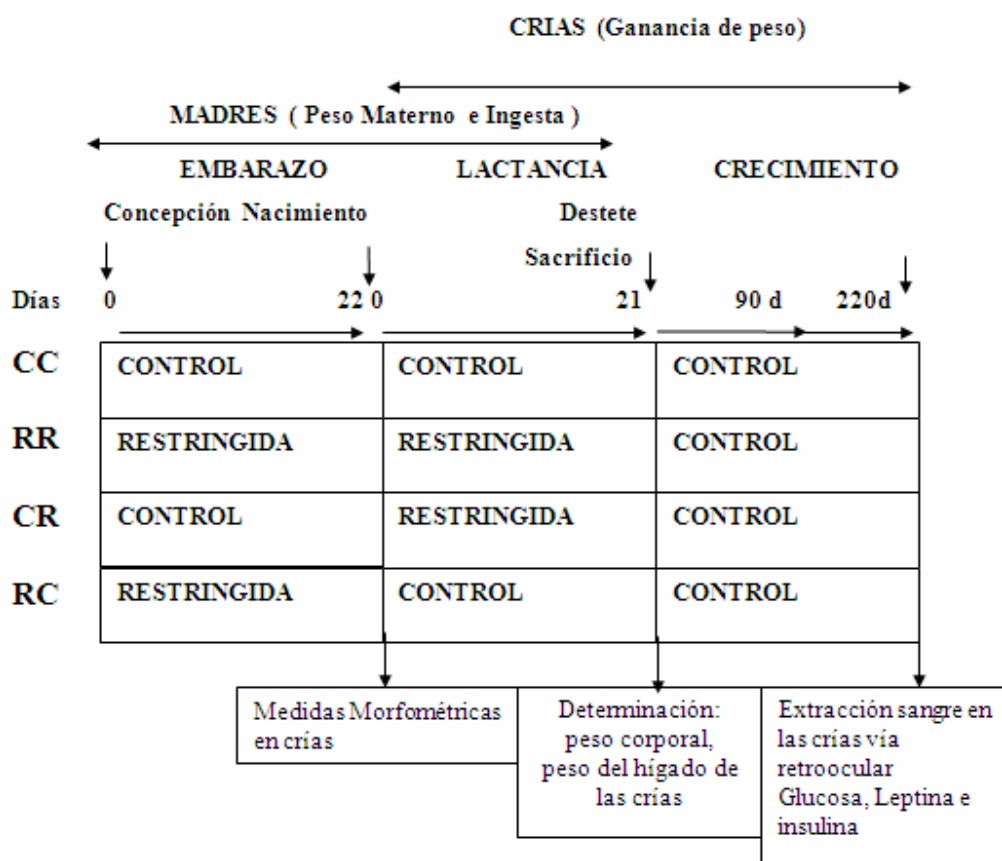 CRIAS (Ganancia de peso)
MADRES ( Peso Materno e Ingesta )
EMBARAZO LACTANCIA CRECIMIENTO
Concepción Nacimiento Destete
Sacrificio
Días 0 22 0 21 90 d 220d
CC CONTROL CONTROL CONTROL
RR RESTRINGIDA RESTRINGIDA CONTROL
CR CONTROL RESTRINGIDA CONTROL
RC RESTRINGIDA CONTROL CONTROL
Medidas Morfométricas
en crías
Determinación:
peso corporal,
peso del hígado de
las crías
Extracción sangre en
las crías vía
retroocular
Glucosa, Leptina e
insulina